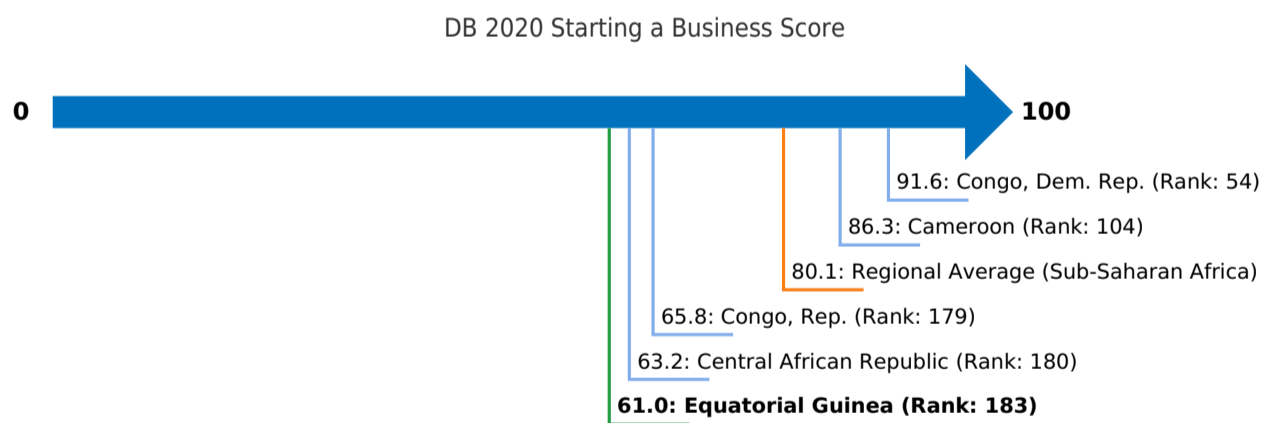 DB 2020 Starting a Business Score
0
100
91.6: Congo, Dem. Rep. (Rank: 54)
86.3: Cameroon (Rank: 104)
80.1: Regional Average (Sub-Saharan Africa)
65.8: Congo, Rep. (Rank: 179)
63.2: Central African Republic (Rank: 180)
61.0: Equatorial Guinea (Rank: 183)